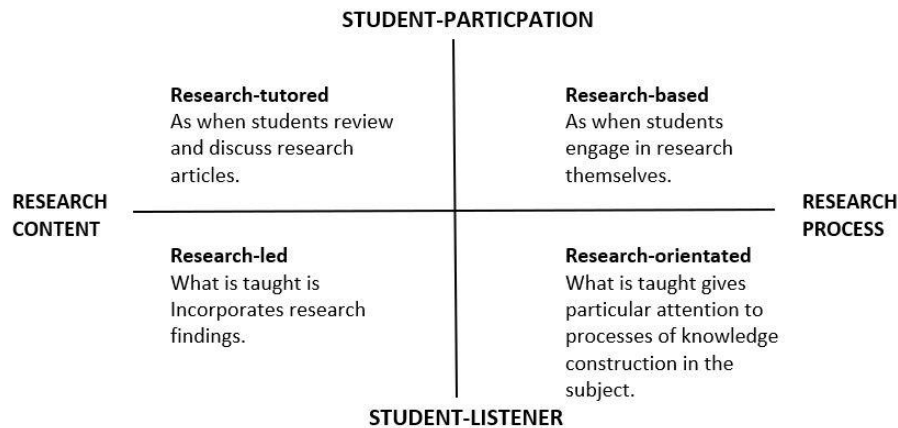 STUDENT-PARTICPATION
Research-tutored
As when students review
and discuss research
articles.
Research-based
As when students
engage in research
themselves.
RESEARCH
CONTENT
RESEARCH
PROCESS
Research-led
What is taught is
Incorporates research
findings.
Research-orientated
What is taught gives
particular attention to
processes of knowledge
construction in the
subject.
STUDENT-LISTENER